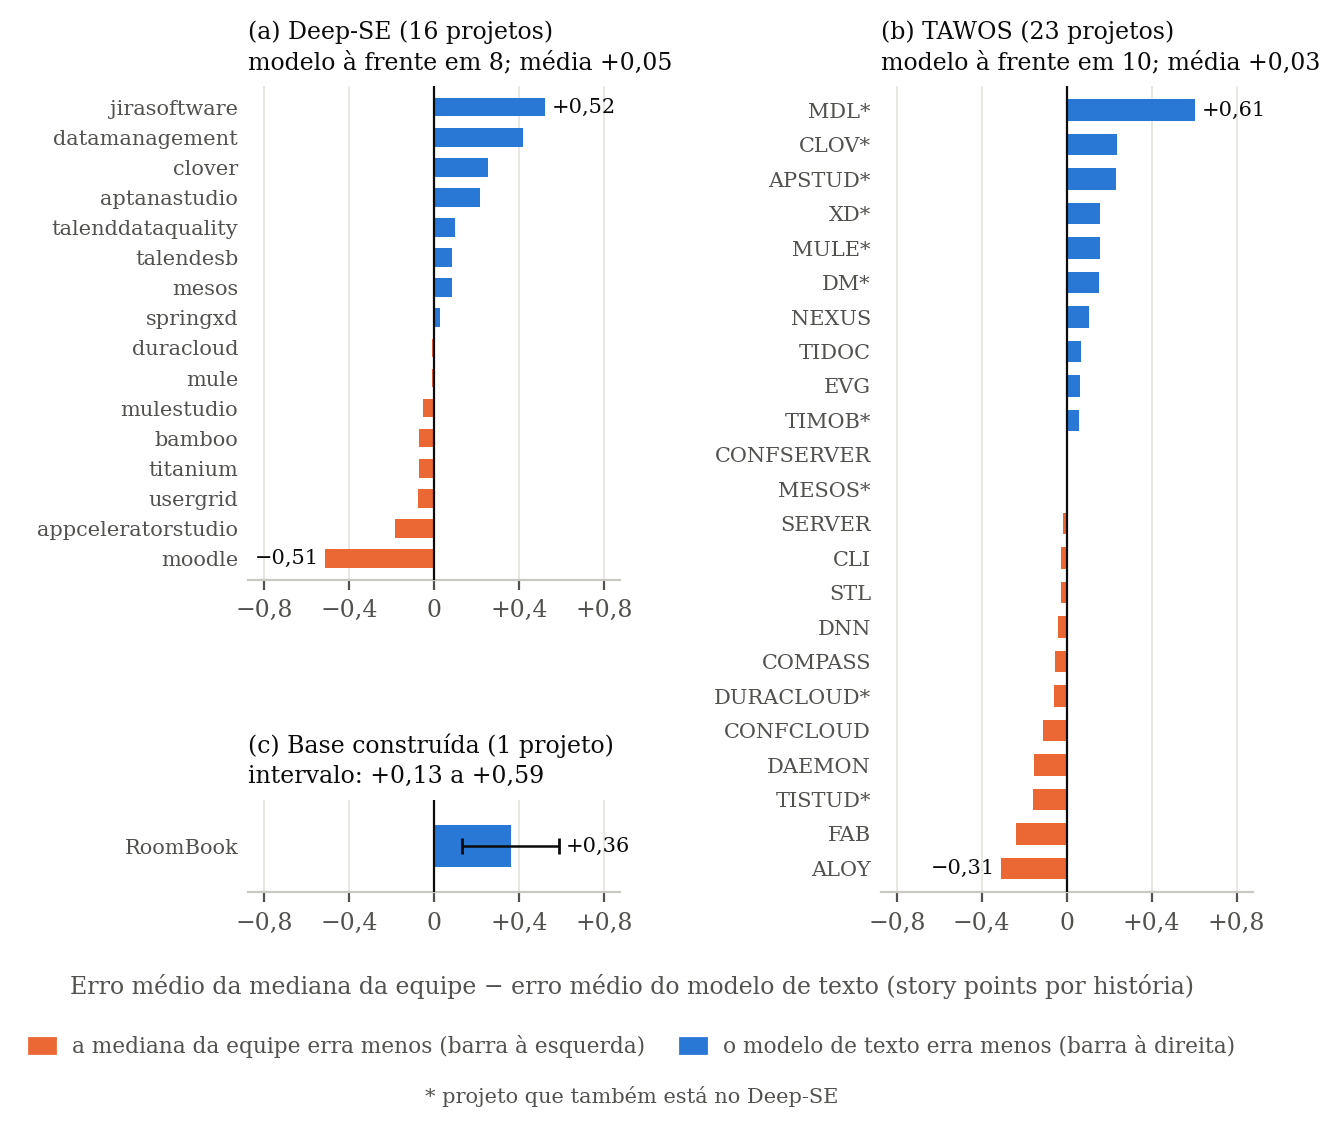 (a) Deep-SE (16 projetos)
modelo à frente em 8; média +0,05
jirasoftware
+0,52
datamanagement
clover
aptanastudio
talenddataquality
talendesb
mesos
springxd
duracloud
mule
mulestudio
bamboo
titanium
usergrid
appceleratorstudio
moodle
−0,51
−0,8 −0,4 0 +0,4 +0,8
(b) TAWOS (23 projetos)
modelo à frente em 10; média +0,03
MDL*
+0,61
CLOV*
APSTUD*
XD*
MULE*
DM*
NEXUS
TIDOC
EVG
TIMOB*
CONFSERVER
MESOS*
SERVER
CLI
STL
DNN
COMPASS
DURACLOUD*
CONFCLOUD
DAEMON
TISTUD*
FAB
ALOY
−0,31
−0,8 −0,4 0 +0,4 +0,8
(c) Base construída (1 projeto)
intervalo: +0,13 a +0,59
RoomBook
+0,36
−0,8 −0,4 0 +0,4 +0,8
Erro médio da mediana da equipe − erro médio do modelo de texto (story points por história)
a mediana da equipe erra menos (barra à esquerda)
o modelo de texto erra menos (barra à direita)
* projeto que também está no Deep-SE